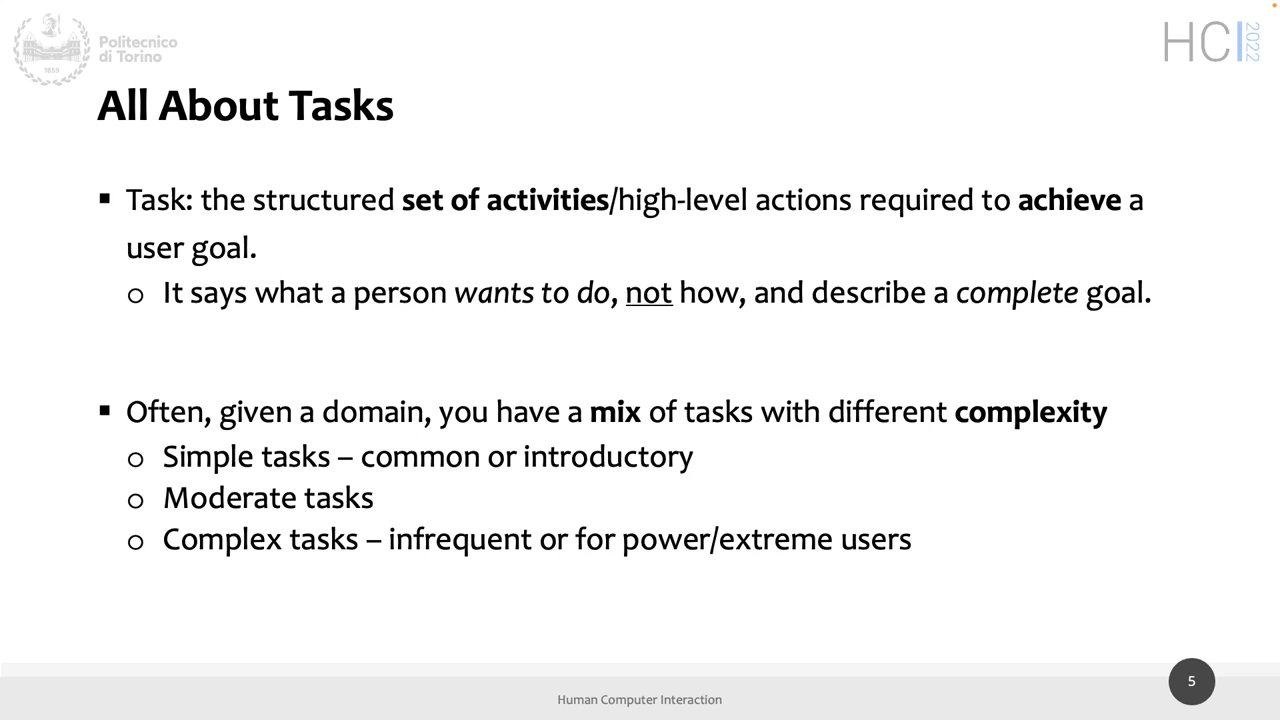 Politecnico
di Torino
1859
HCI 2022
All About Tasks
▪ Task: the structured set of activities/high-level actions required to achieve a
user goal.
o It says what a person wants to do, not how, and describe a complete goal.
▪ Often, given a domain, you have a mix of tasks with different complexity
o Simple tasks – common or introductory
o Moderate tasks
o Complex tasks – infrequent or for power/extreme users
Human Computer Interaction
5